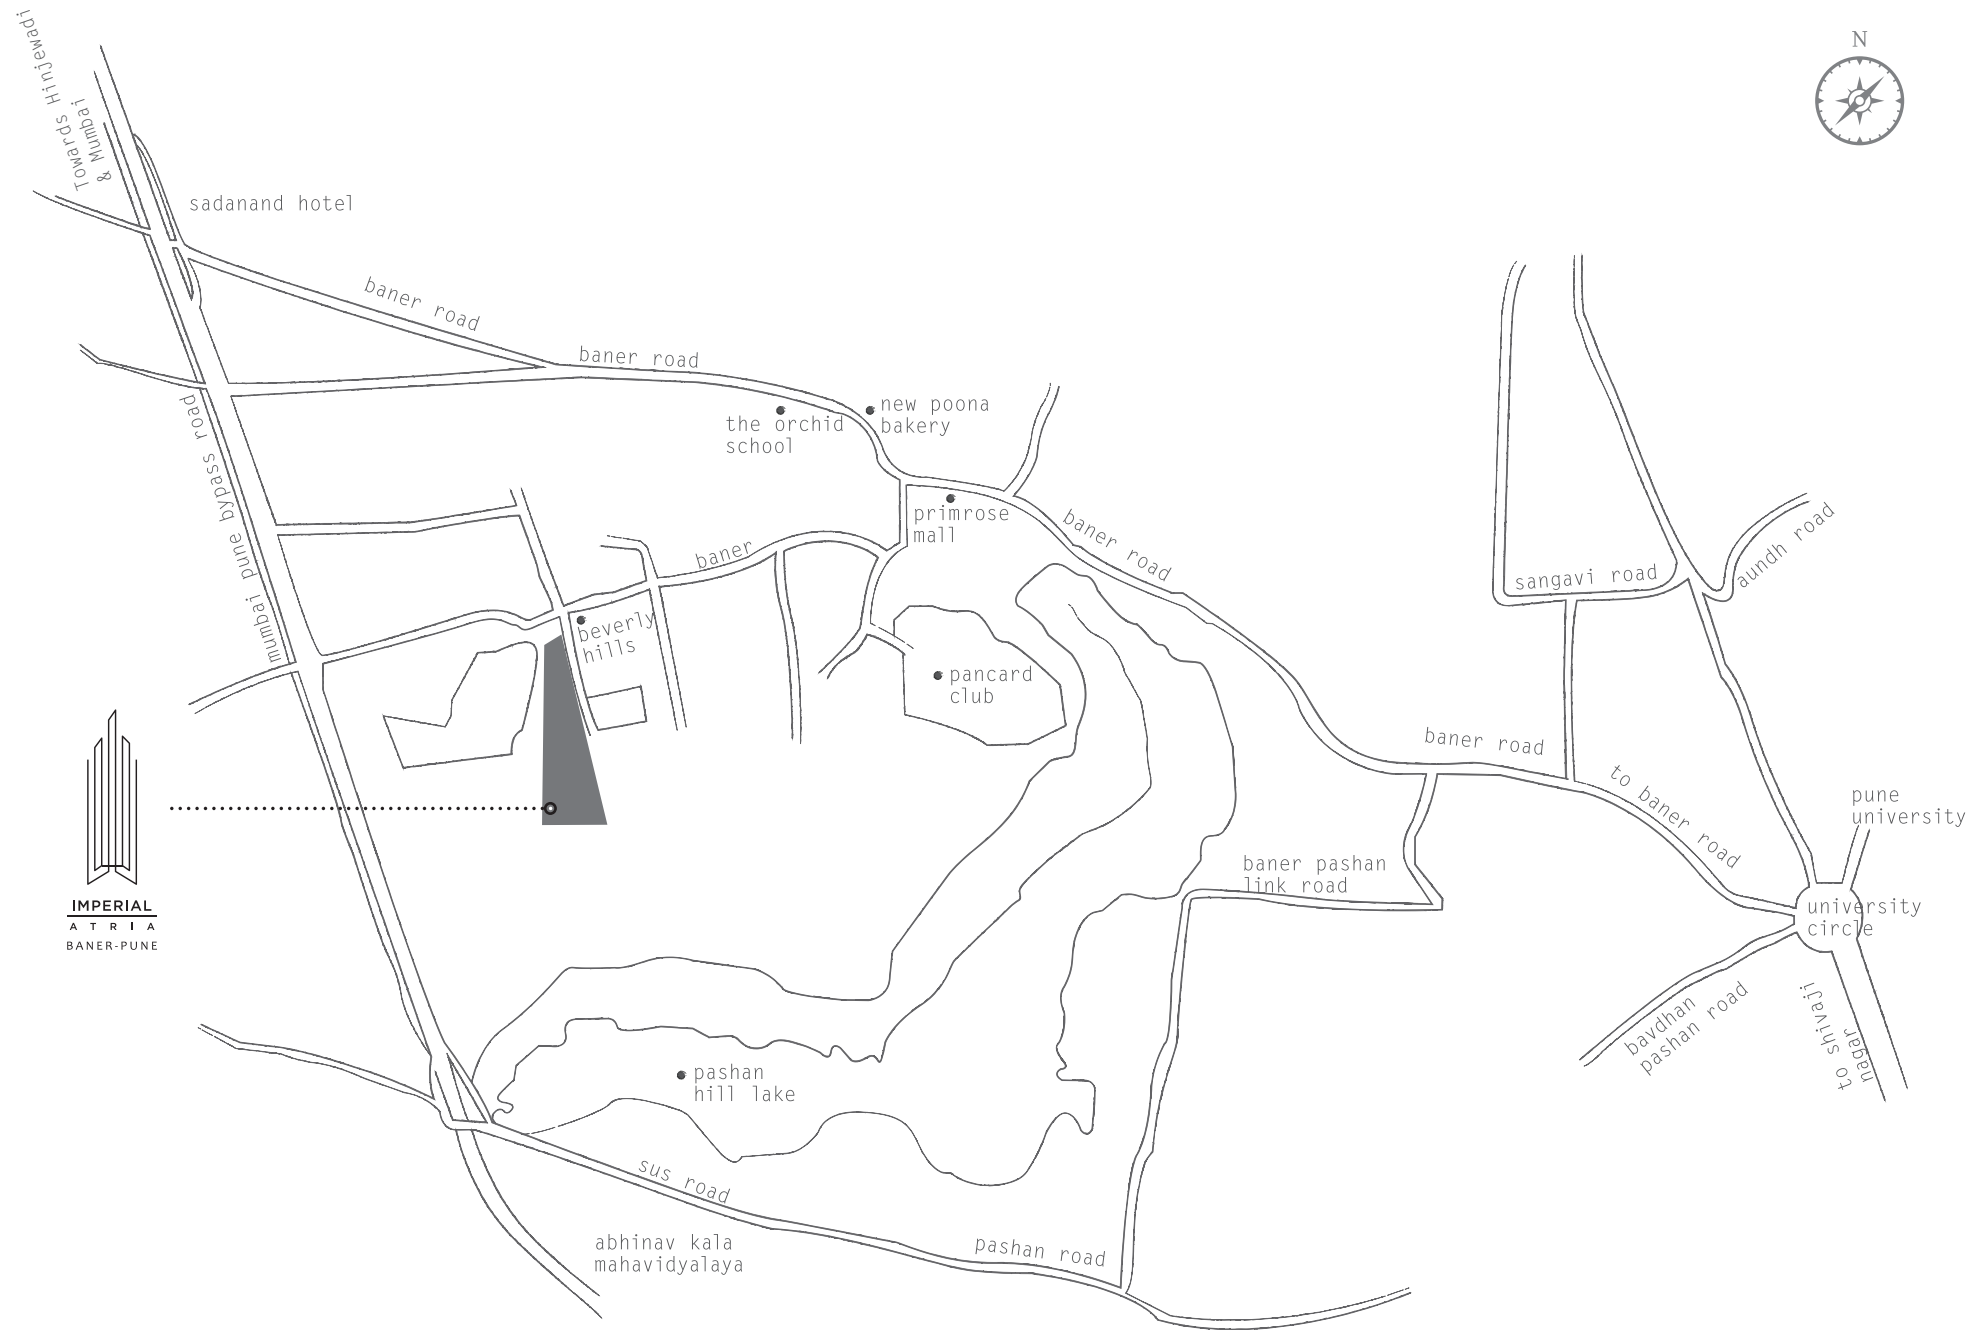 N
Towards Hinjewadi
& Mumbai
sadanand hotel
baner road
baner road
new poona
bakery
the orchid
school
mumbai pune bypass road
primrose
mall
baner road
baner
sangavi road
aundh road
beverly
hills
pancard
club
baner road
to baner road
pune
university
baner pashan
link road
IMPERIAL
ATRIA
BANER-PUNE
university
circle
bavdhan
pashan road
to shivaji
nagar
pashan
hill lake
sus road
abhinav kala
mahavidyalaya
pashan road